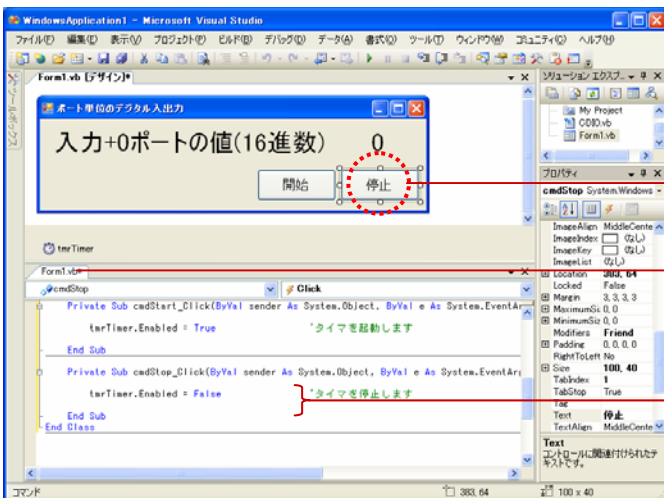 WindowsApplication1 - Microsoft Visual Studio
ファイル(F) 編集(E) 表示(V) プロジェクト(P) ビルド(B) デバッグ(D) データ(A) 書式(O) ツール(T) ウィンドウ(W) コミュニティ(C) ヘルプ(H)
Form1.vb [デザイン]*
ツールボックス
ポート単位のデジタル入出力
入力+0ポートの値(16進数) 0
開始 停止
tmrTimer
Form1.vb*
cmdStop Click
Private Sub cmdStart_Click(ByVal sender As System.Object, ByVal e As System.EventAr
tmrTimer.Enabled = True 'タイマを起動します
End Sub
Private Sub cmdStop_Click(ByVal sender As System.Object, ByVal e As System.EventAr
tmrTimer.Enabled = False 'タイマを停止します
End Sub
End Class
ソリューション エクスプ...
My Project
CDIO.vb
Form1.vb
プロパティ
cmdStop System.Windows
ImageAlign MiddleCente
ImageIndex (なし)
ImageKey (なし)
ImageList (なし)
Location 383, 64
Locked False
Margin 3, 3, 3, 3
MaximumSiz 0, 0
MinimumSiz 0, 0
Modifiers Friend
Padding 0, 0, 0, 0
RightToLeft No
Size 100, 40
TabIndex 1
TabStop True
Tag
Text 停止
TextAlign MiddleCente
Text
コントロールに関連付けられたテ
キストです。
コマンド 383, 64 100 x 40